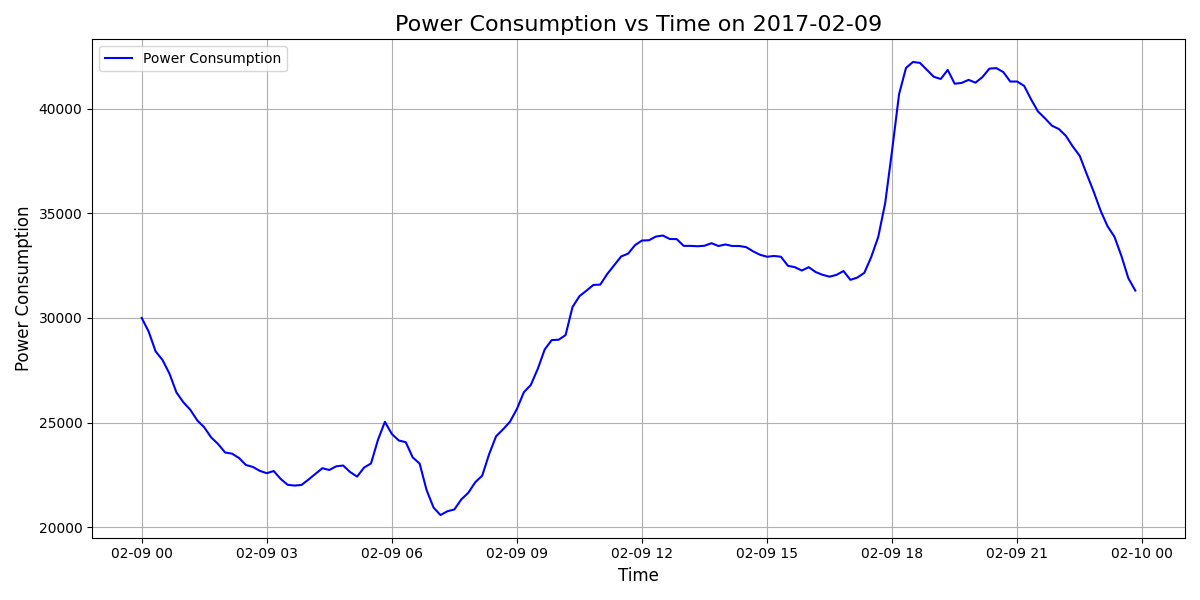 Power Consumption vs Time on 2017-02-09
Power Consumption
Power Consumption
40000
35000
30000
25000
20000
02-09 00 02-09 03 02-09 06 02-09 09 02-09 12 02-09 15 02-09 18 02-09 21 02-10 00
Time